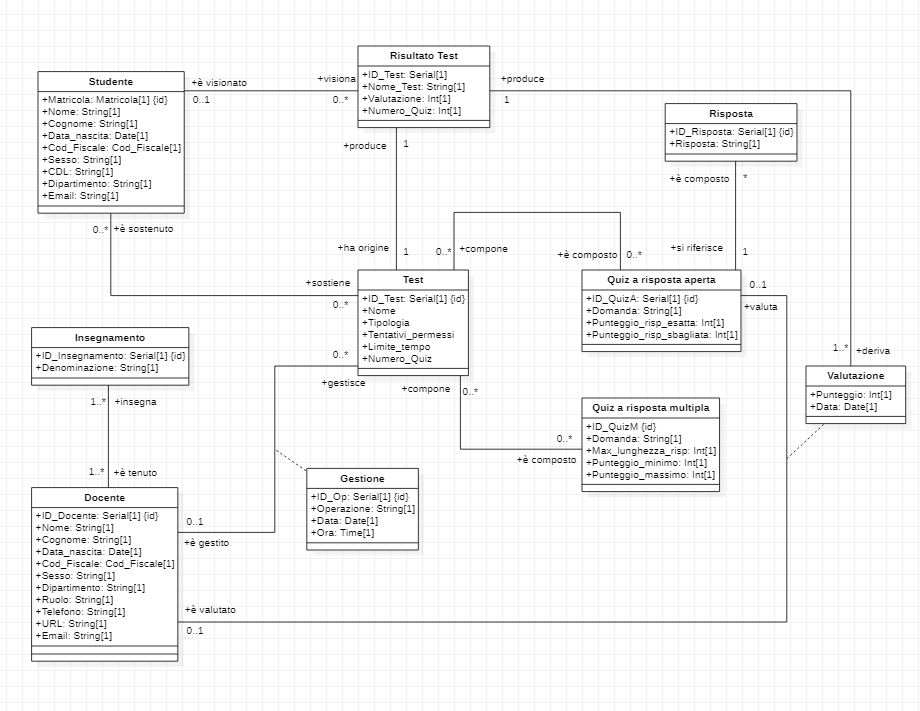 Risultato Test
+ID_Test: Serial[1]
+Nome_Test: String[1]
+Valutazione: Int[1]
+Numero_Quiz: Int[1]
Studente
+Matricola: Matricola[1] {id}
+Nome: String[1]
+Cognome: String[1]
+Data_nascita: Date[1]
+Cod_Fiscale: Cod_Fiscale[1]
+Sesso: String[1]
+CDL: String[1]
+Dipartimento: String[1]
+Email: String[1]
+è visionato
0..1
+visiona
0..*
+produce
1
Risposta
+ID_Risposta: Serial[1] {id}
+Risposta: String[1]
+produce
1
+è composto
*
0..*
+è sostenuto
+ha origine
1
0..*
+compone
+è composto
0..*
+si riferisce
1
+sostiene
0..*
Test
+ID_Test: Serial[1] {id}
+Nome
+Tipologia
+Tentativi_permessi
+Limite_tempo
+Numero_Quiz
Quiz a risposta aperta
+ID_QuizA: Serial[1] {id}
+Domanda: String[1]
+Punteggio_risp_esatta: Int[1]
+Punteggio_risp_sbagliata: Int[1]
0..1
+valuta
Insegnamento
+ID_Insegnamento: Serial[1] {id}
+Denominazione: String[1]
0..*
+gestisce
1..*
+deriva
Valutazione
+Punteggio: Int[1]
+Data: Date[1]
1..*
+insegna
+compone
0..*
Quiz a risposta multipla
+ID_QuizM {id}
+Domanda: String[1]
+Max_lunghezza_risp: Int[1]
+Punteggio_minimo: Int[1]
+Punteggio_massimo: Int[1]
0..*
+è composto
1..*
+è tenuto
Gestione
+ID_Op: Serial[1] {id}
+Operazione: String[1]
+Data: Date[1]
+Ora: Time[1]
Docente
+ID_Docente: Serial[1] {id}
+Nome: String[1]
+Cognome: String[1]
+Data_nascita: Date[1]
+Cod_Fiscale: Cod_Fiscale[1]
+Sesso: String[1]
+Dipartimento: String[1]
+Ruolo: String[1]
+Telefono: String[1]
+URL: String[1]
+Email: String[1]
0..1
+è gestito
+è valutato
0..1